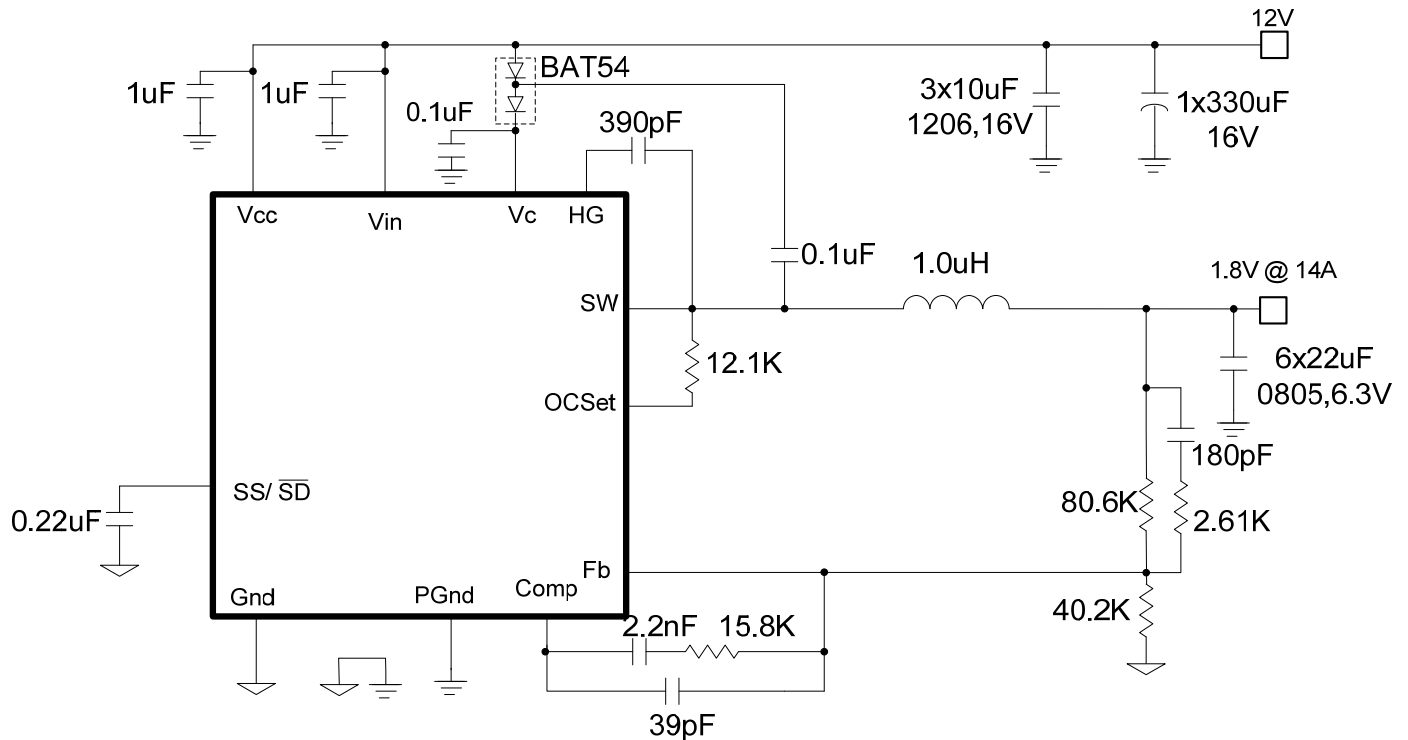 12V
BAT54
1uF
1uF
0.1uF
390pF
3x10uF
1206,16V
1x330uF
16V
Vcc
Vin
Vc
HG
0.1uF
1.0uH
1.8V @ 14A
SW
12.1K
6x22uF
0805,6.3V
OCSet
180pF
SS/ SD
0.22uF
80.6K
2.61K
Fb
Comp
Gnd
PGnd
40.2K
2.2nF
15.8K
39pF